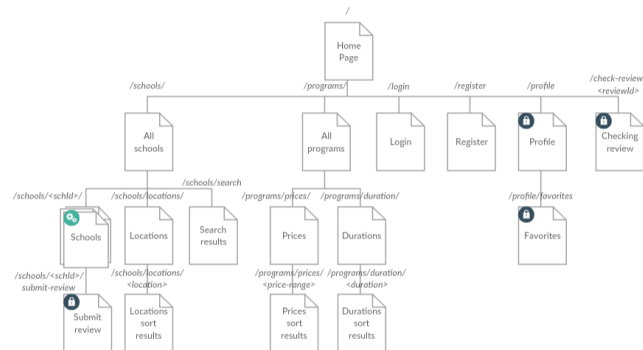 /
Home
Page
/schools/
/programs/
/login
/register
/profile
/check-review
<reviewId>
All
schools
All
programs
Login
Register
Profile
Checking
review
/schools/<schId>/
/schools/locations/
/schools/search
/programs/prices/
/programs/duration/
/profile/favorites
Schools
Locations
Search
results
Prices
Durations
Favorites
/schools/<schId>/
submit-review
/schools/locations/
<location>
/programs/prices/
<price-range>
/programs/duration/
<duration>
Submit
review
Locations
sort
results
Prices
sort
results
Durations
sort
results